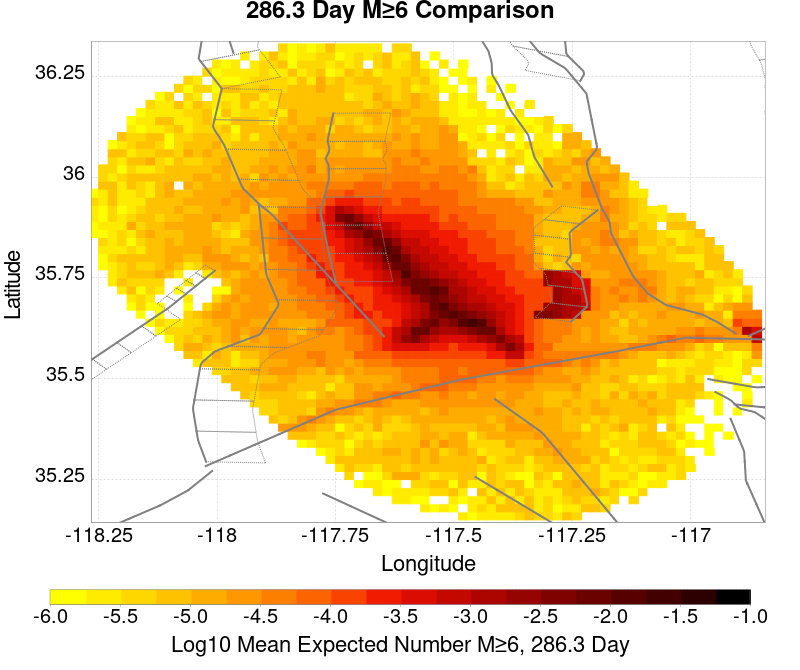 286.3 Day M≥6 Comparison
36.25
36
35.75
35.5
35.25
Latitude
-118.25 -118 -117.75 -117.5 -117.25 -117
Longitude
-6.0 -5.5 -5.0 -4.5 -4.0 -3.5 -3.0 -2.5 -2.0 -1.5 -1.0
Log10 Mean Expected Number M≥6, 286.3 Day